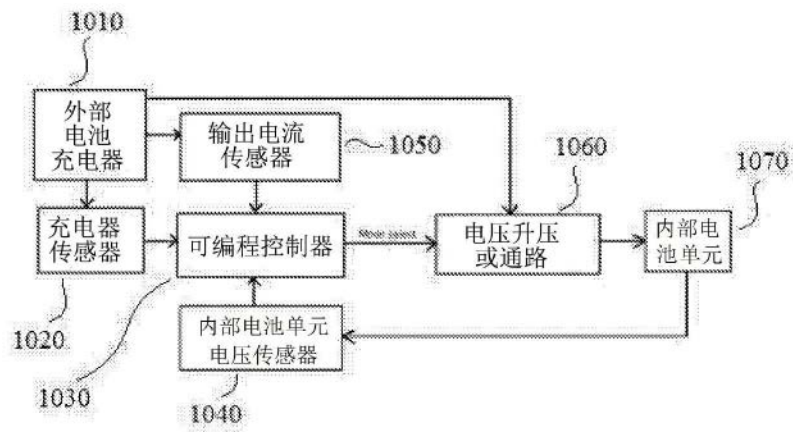 1010
外部
电池
充电器
输出电流
传感器
1050
1060
1070
充电器
传感器
可编程控制器
Mode select
电压升压
或通路
内部电
池单元
1020
内部电池单元
电压传感器
1030
1040